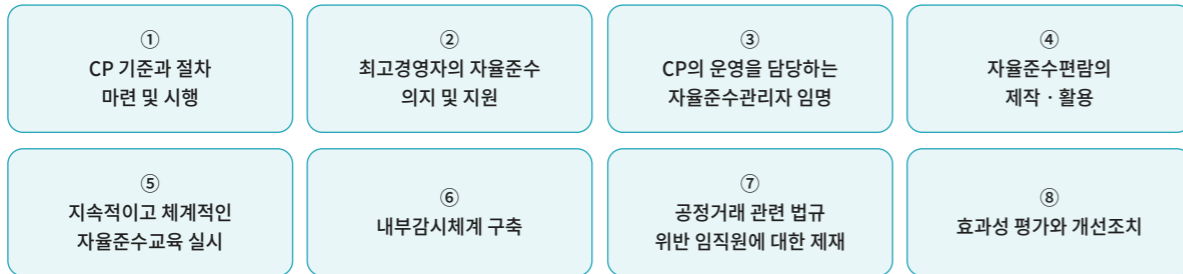 ①
CP 기준과 절차
마련 및 시행
②
최고경영자의 자율준수
의지 및 지원
③
CP의 운영을 담당하는
자율준수관리자 임명
④
자율준수편람의
제작 · 활용
⑤
지속적이고 체계적인
자율준수교육 실시
⑥
내부감시체계 구축
⑦
공정거래 관련 법규
위반 임직원에 대한 제재
⑧
효과성 평가와 개선조치